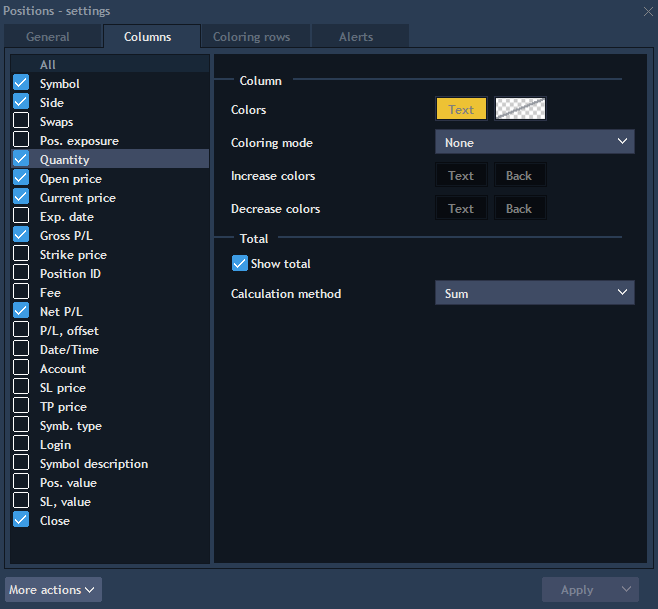 Positions - settings
General
Columns
Coloring rows
Alerts
All
Symbol
Side
Swaps
Pos. exposure
Quantity
Open price
Current price
Exp. date
Gross P/L
Strike price
Position ID
Fee
Net P/L
P/L, offset
Date/Time
Account
SL price
TP price
Symb. type
Login
Symbol description
Pos. value
SL, value
Close
Column
Colors Text
Coloring mode None
Increase colors Text Back
Decrease colors Text Back
Total
Show total
Calculation method Sum
More actions
Apply